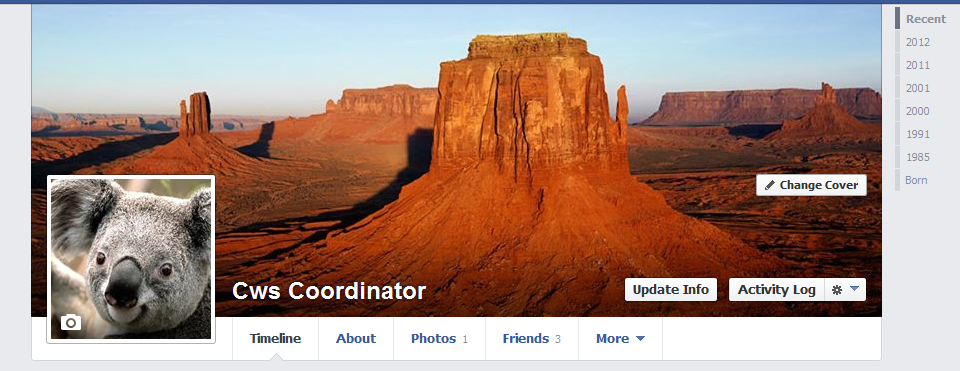 Recent
2012
2011
2001
2000
1991
1985
Born
Change Cover
Cws Coordinator
Update Info
Activity Log
Timeline
About
Photos 1
Friends 3
More